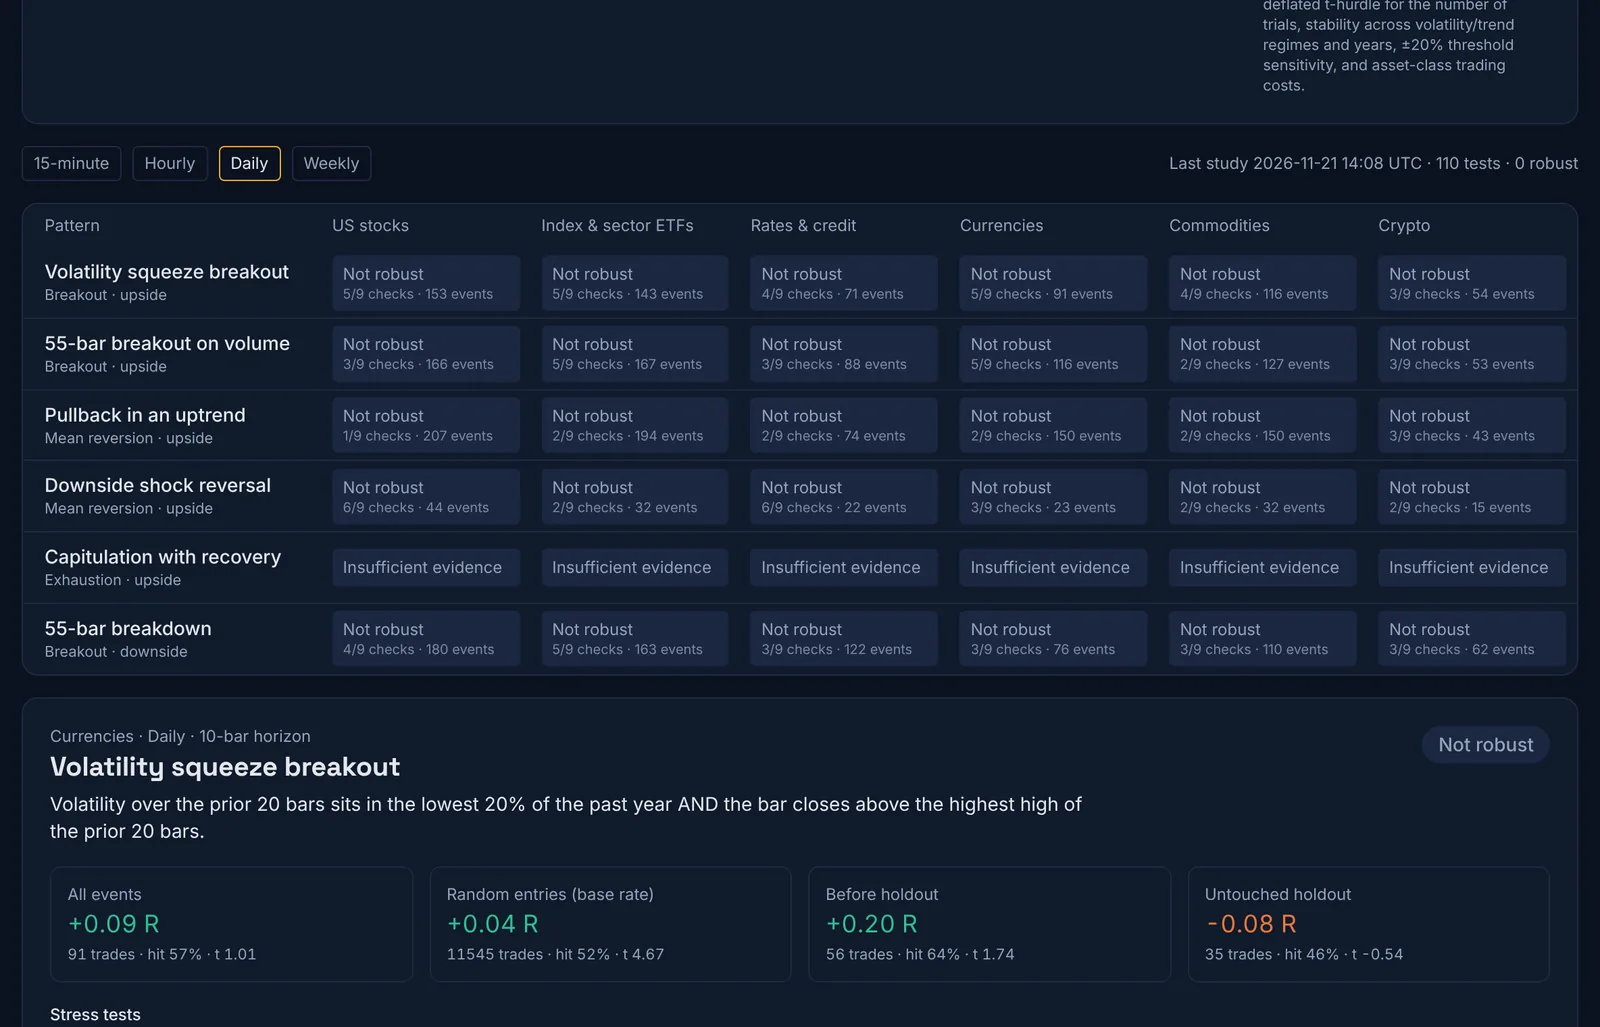 deflated t-hurdle for the number of
trials, stability across volatility/trend
regimes and years, ±20% threshold
sensitivity, and asset-class trading
costs.
15-minute Hourly Daily Weekly Last study 2026-11-21 14:08 UTC · 110 tests · 0 robust
Pattern US stocks Index & sector ETFs Rates & credit Currencies Commodities Crypto
Volatility squeeze breakout Not robust Not robust Not robust Not robust Not robust Not robust
Breakout · upside 5/9 checks · 153 events 5/9 checks · 143 events 4/9 checks · 71 events 5/9 checks · 91 events 4/9 checks · 116 events 3/9 checks · 54 events
55-bar breakout on volume Not robust Not robust Not robust Not robust Not robust Not robust
Breakout · upside 3/9 checks · 166 events 5/9 checks · 167 events 3/9 checks · 88 events 5/9 checks · 116 events 2/9 checks · 127 events 3/9 checks · 53 events
Pullback in an uptrend Not robust Not robust Not robust Not robust Not robust Not robust
Mean reversion · upside 1/9 checks · 207 events 2/9 checks · 194 events 2/9 checks · 74 events 2/9 checks · 150 events 2/9 checks · 150 events 3/9 checks · 43 events
Downside shock reversal Not robust Not robust Not robust Not robust Not robust Not robust
Mean reversion · upside 6/9 checks · 44 events 2/9 checks · 32 events 6/9 checks · 22 events 3/9 checks · 23 events 2/9 checks · 32 events 2/9 checks · 15 events
Capitulation with recovery Insufficient evidence Insufficient evidence Insufficient evidence Insufficient evidence Insufficient evidence Insufficient evidence
Exhaustion · upside
55-bar breakdown Not robust Not robust Not robust Not robust Not robust Not robust
Breakout · downside 4/9 checks · 180 events 5/9 checks · 163 events 3/9 checks · 122 events 3/9 checks · 76 events 3/9 checks · 110 events 3/9 checks · 62 events
Currencies · Daily · 10-bar horizon
Volatility squeeze breakout Not robust
Volatility over the prior 20 bars sits in the lowest 20% of the past year AND the bar closes above the highest high of
the prior 20 bars.
All events Random entries (base rate) Before holdout Untouched holdout
+0.09 R +0.04 R +0.20 R -0.08 R
91 trades · hit 57% · t 1.01 11545 trades · hit 52% · t 4.67 56 trades · hit 64% · t 1.74 35 trades · hit 46% · t -0.54
Stress tests